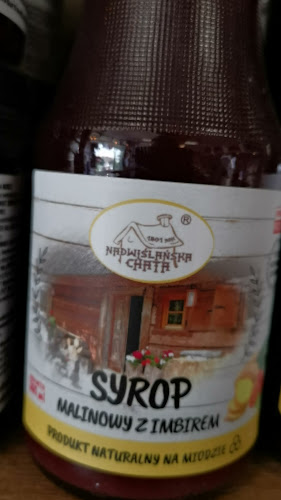 ®
NADWIŚLAŃSKA
CHATA
SYROP
MALINOWY Z IMBIREM
PRODUKT NATURALNY NA MIODZIE